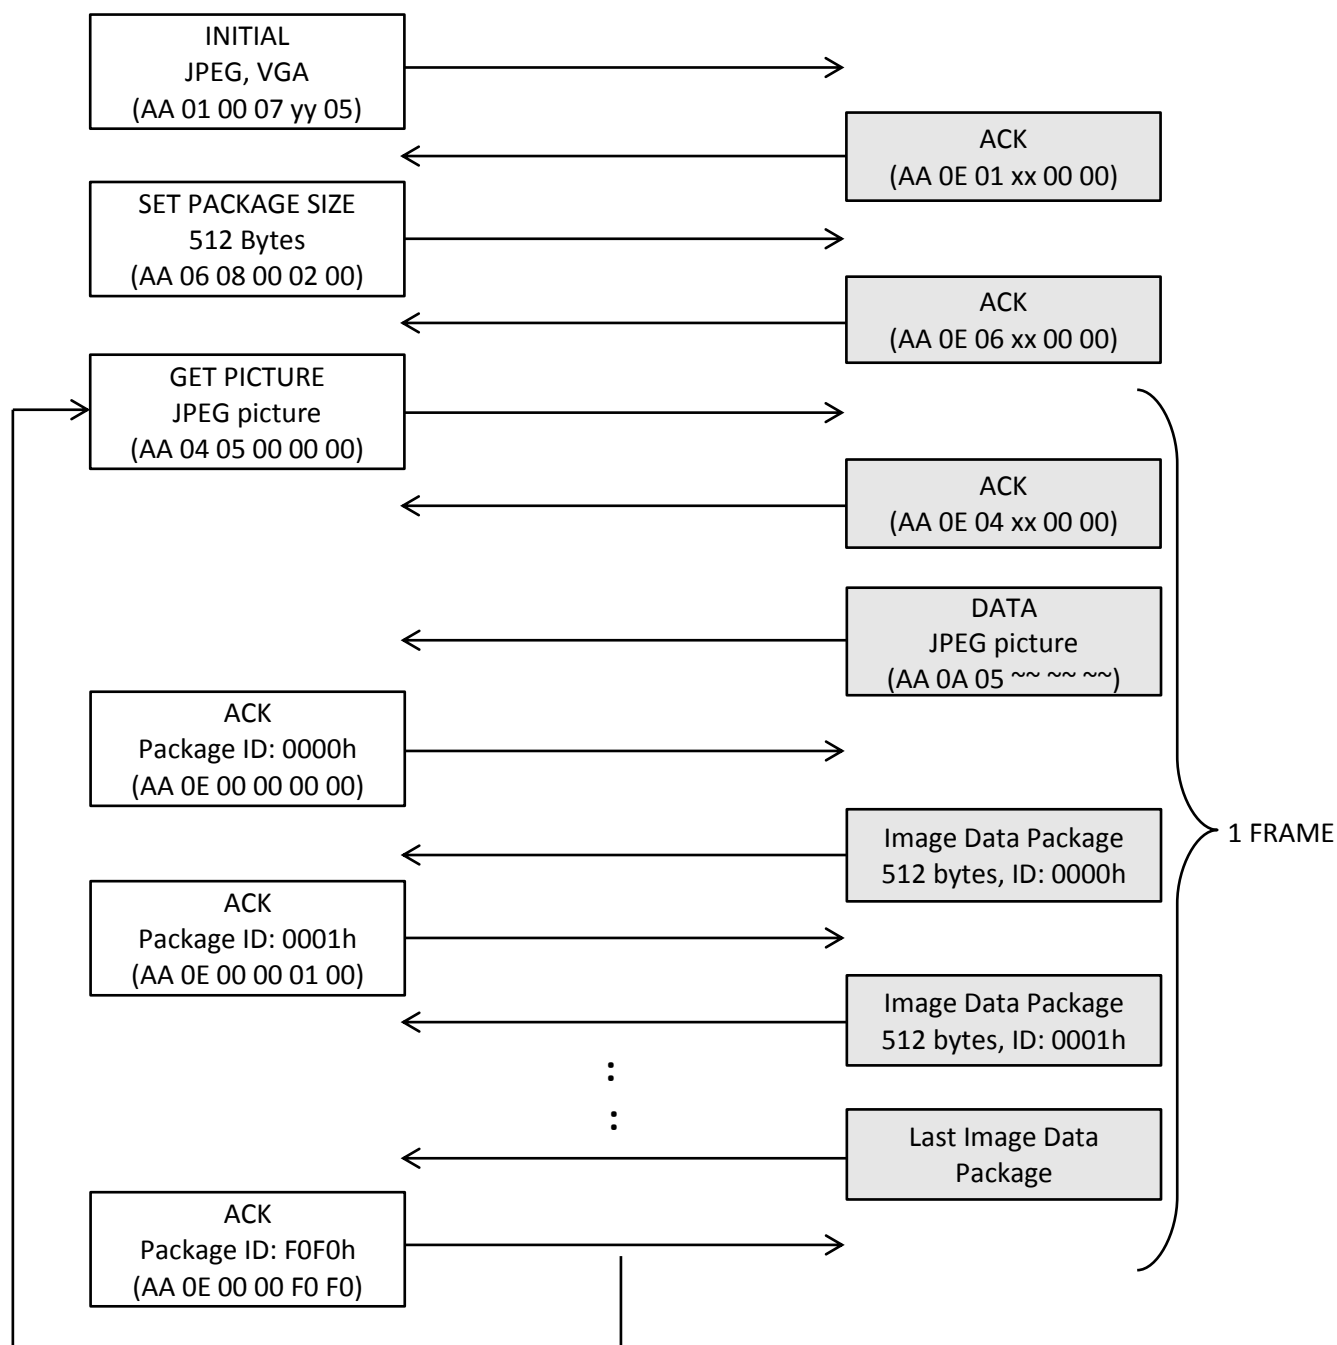 INITIAL
JPEG, VGA
(AA 01 00 07 yy 05)
ACK
(AA 0E 01 xx 00 00)
SET PACKAGE SIZE
512 Bytes
(AA 06 08 00 02 00)
ACK
(AA 0E 06 xx 00 00)
GET PICTURE
JPEG picture
(AA 04 05 00 00 00)
ACK
(AA 0E 04 xx 00 00)
DATA
JPEG picture
(AA 0A 05 ~~ ~~ ~~)
ACK
Package ID: 0000h
(AA 0E 00 00 00 00)
Image Data Package
512 bytes, ID: 0000h
1 FRAME
ACK
Package ID: 0001h
(AA 0E 00 00 01 00)
Image Data Package
512 bytes, ID: 0001h
:
:
Last Image Data
Package
ACK
Package ID: F0F0h
(AA 0E 00 00 F0 F0)